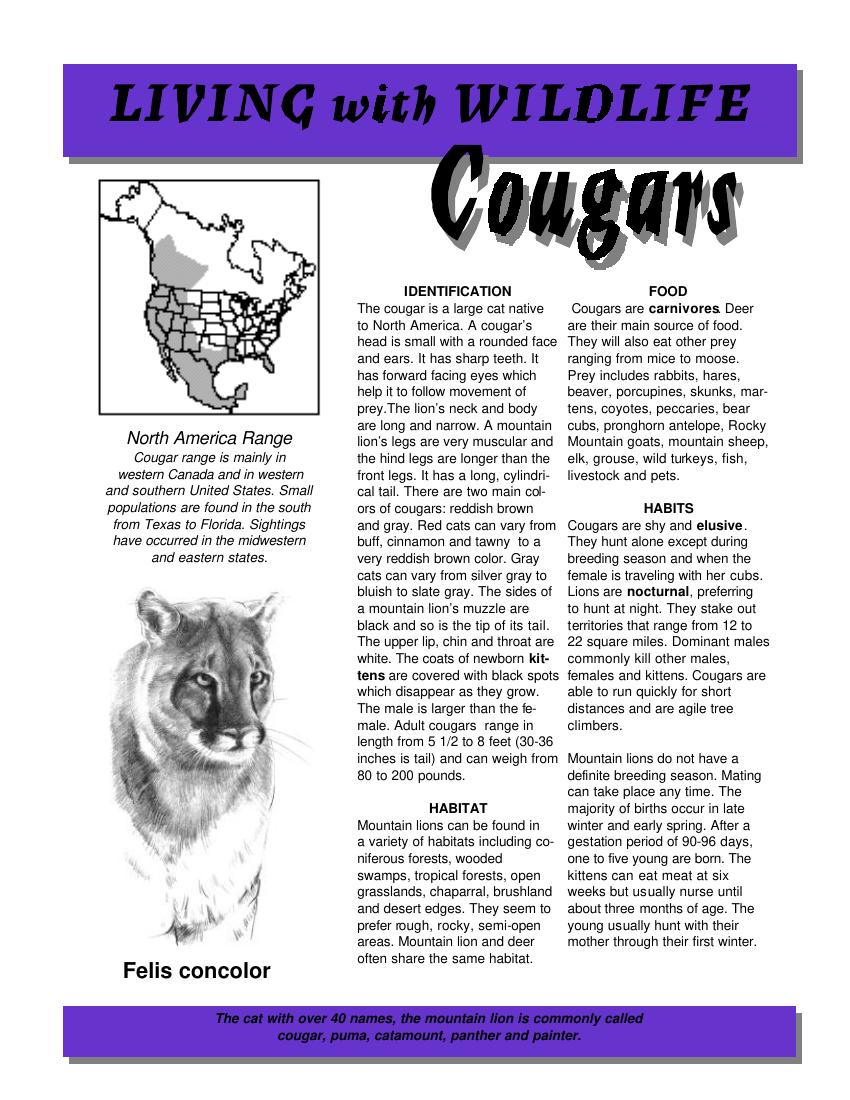 LIVING with WILDLIFE
Cougars
North America Range
Cougar range is mainly in
western Canada and in western
and southern United States. Small
populations are found in the south
from Texas to Florida. Sightings
have occurred in the midwestern
and eastern states.
Felis concolor
IDENTIFICATION
The cougar is a large cat native
to North America. A cougar's
head is small with a rounded face
and ears. It has sharp teeth. It
has forward facing eyes which
help it to follow movement of
prey.The lion's neck and body
are long and narrow. A mountain
lion's legs are very muscular and
the hind legs are longer than the
front legs. It has a long, cylindri-
cal tail. There are two main col-
ors of cougars: reddish brown
and gray. Red cats can vary from
buff, cinnamon and tawny to a
very reddish brown color. Gray
cats can vary from silver gray to
bluish to slate gray. The sides of
a mountain lion's muzzle are
black and so is the tip of its tail.
The upper lip, chin and throat are
white. The coats of newborn kit-
tens are covered with black spots
which disappear as they grow.
The male is larger than the fe-
male. Adult cougars range in
length from 5 1/2 to 8 feet (30-36
inches is tail) and can weigh from
80 to 200 pounds.
HABITAT
Mountain lions can be found in
a variety of habitats including co-
niferous forests, wooded
swamps, tropical forests, open
grasslands, chaparral, brushland
and desert edges. They seem to
prefer rough, rocky, semi-open
areas. Mountain lion and deer
often share the same habitat.
FOOD
Cougars are carnivores. Deer
are their main source of food.
They will also eat other prey
ranging from mice to moose.
Prey includes rabbits, hares,
beaver, porcupines, skunks, mar-
tens, coyotes, peccaries, bear
cubs, pronghorn antelope, Rocky
Mountain goats, mountain sheep,
elk, grouse, wild turkeys, fish,
livestock and pets.
HABITS
Cougars are shy and elusive.
They hunt alone except during
breeding season and when the
female is traveling with her cubs.
Lions are nocturnal, preferring
to hunt at night. They stake out
territories that range from 12 to
22 square miles. Dominant males
commonly kill other males,
females and kittens. Cougars are
able to run quickly for short
distances and are agile tree
climbers.
Mountain lions do not have a
definite breeding season. Mating
can take place any time. The
majority of births occur in late
winter and early spring. After a
gestation period of 90-96 days,
one to five young are born. The
kittens can eat meat at six
weeks but usually nurse until
about three months of age. The
young usually hunt with their
mother through their first winter.
The cat with over 40 names, the mountain lion is commonly called
cougar, puma, catamount, panther and painter.